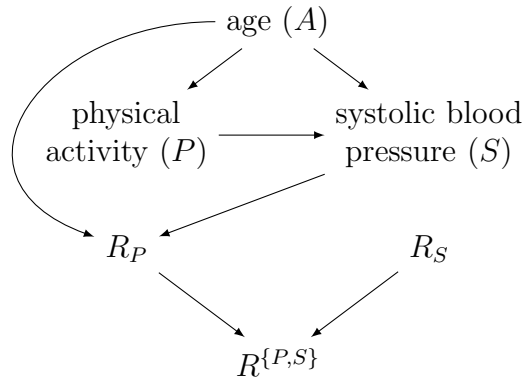 age (A)
physical
activity (P)
systolic blood
pressure (S)
R_P
R_S
R^{P,S}